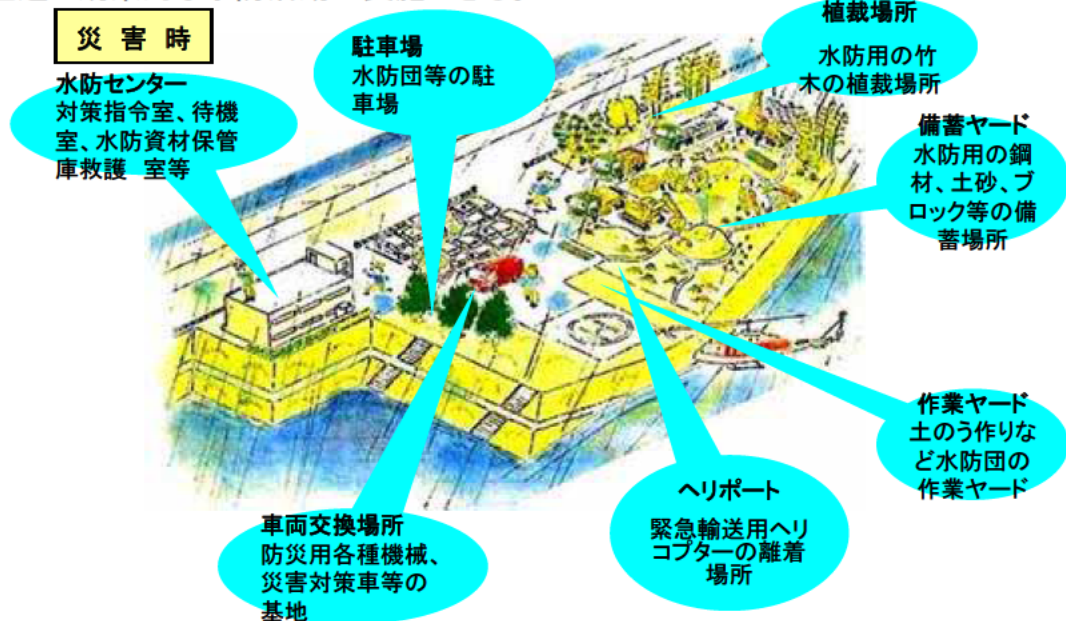 災 害 時
水防センター
対策指令室、待機
室、水防資材保管
庫救護 室等
駐車場
水防団等の駐
車場
植栽場所
水防用の竹
木の植栽場所
備蓄ヤード
水防用の鋼
材、土砂、ブ
ロック等の備
蓄場所
作業ヤード
土のう作りな
ど水防団の
作業ヤード
ヘリポート
緊急輸送用ヘリ
コプターの離着
場所
車両交換場所
防災用各種機械、
災害対策車等の
基地